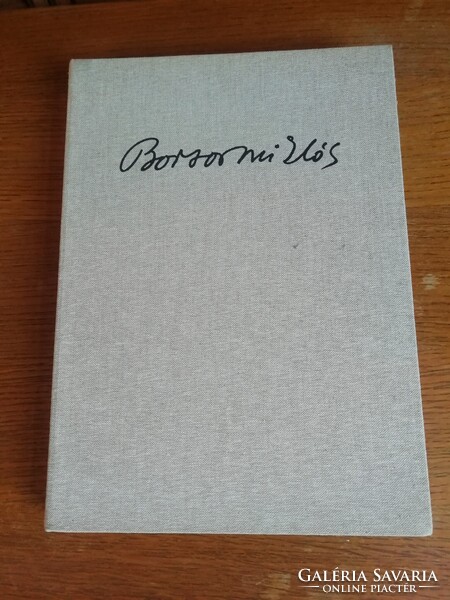 Borsos Miklós
GALÉRIA SAVARIA
ONLINE PIACTÉR